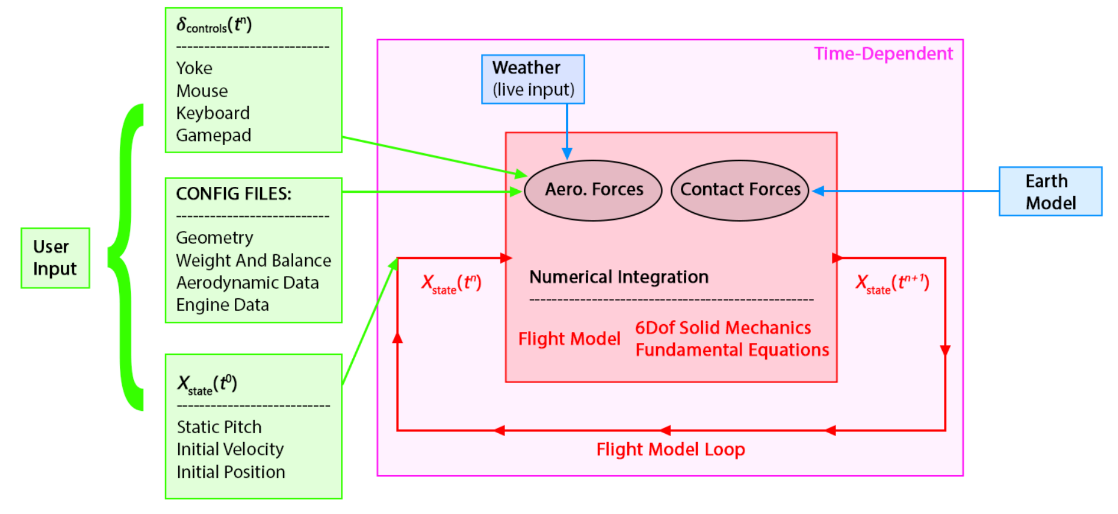 User
Input
δcontrols(tⁿ)
---------------------------
Yoke
Mouse
Keyboard
Gamepad
CONFIG FILES:
---------------------------
Geometry
Weight And Balance
Aerodynamic Data
Engine Data
Xstate(t⁰)
---------------------------
Static Pitch
Initial Velocity
Initial Position
Time-Dependent
Weather
(live input)
Aero. Forces
Contact Forces
Earth
Model
Xstate(tⁿ)
Numerical Integration
--------------------------------------------------
Flight Model
6Dof Solid Mechanics
Fundamental Equations
Xstate(tⁿ⁺¹)
Flight Model Loop